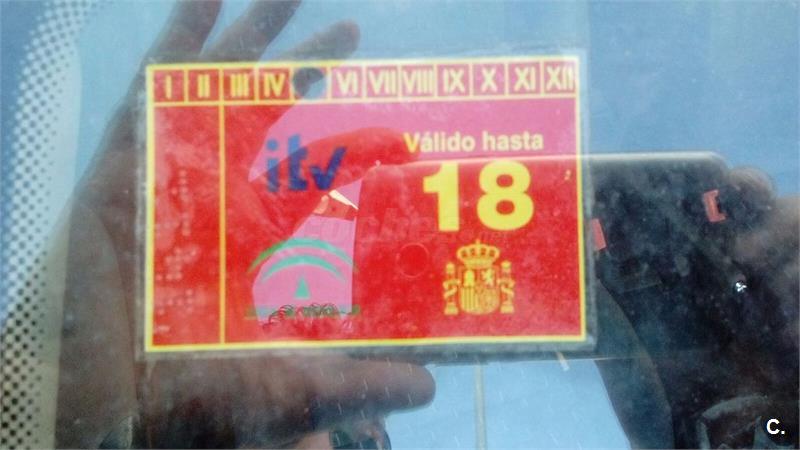 I II III IV VI VII VIII IX X XI XII
Válido hasta
itv
18
C.